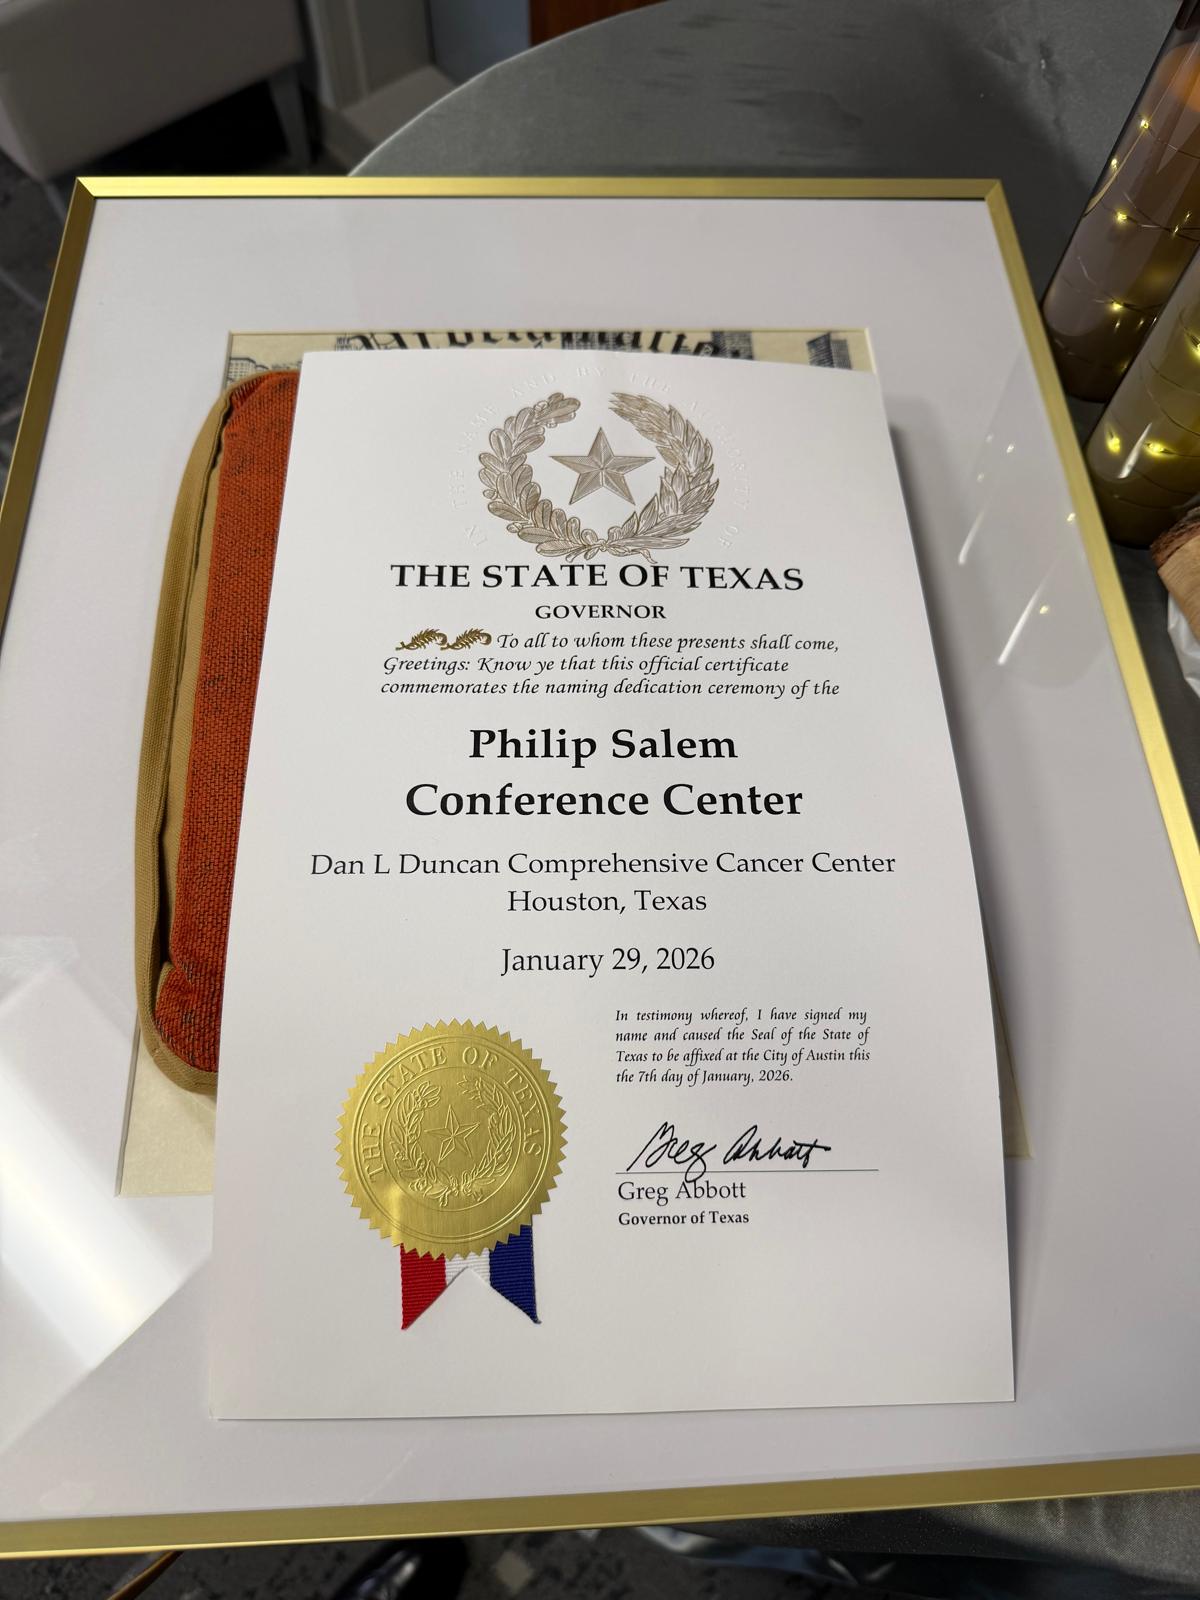 Proclamation.
IN THE NAME AND BY THE AUTHORITY OF
THE STATE OF TEXAS
GOVERNOR
To all to whom these presents shall come,
Greetings: Know ye that this official certificate
commemorates the naming dedication ceremony of the
Philip Salem
Conference Center
Dan L Duncan Comprehensive Cancer Center
Houston, Texas
January 29, 2026
In testimony whereof, I have signed my
name and caused the Seal of the State of
Texas to be affixed at the City of Austin this
the 7th day of January, 2026.
Greg Abbott
Greg Abbott
Governor of Texas
THE STATE OF TEXAS